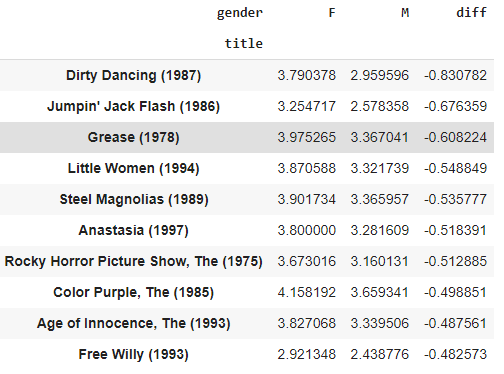 gender F M diff
title
Dirty Dancing (1987) 3.790378 2.959596 -0.830782
Jumpin' Jack Flash (1986) 3.254717 2.578358 -0.676359
Grease (1978) 3.975265 3.367041 -0.608224
Little Women (1994) 3.870588 3.321739 -0.548849
Steel Magnolias (1989) 3.901734 3.365957 -0.535777
Anastasia (1997) 3.800000 3.281609 -0.518391
Rocky Horror Picture Show, The (1975) 3.673016 3.160131 -0.512885
Color Purple, The (1985) 4.158192 3.659341 -0.498851
Age of Innocence, The (1993) 3.827068 3.339506 -0.487561
Free Willy (1993) 2.921348 2.438776 -0.482573